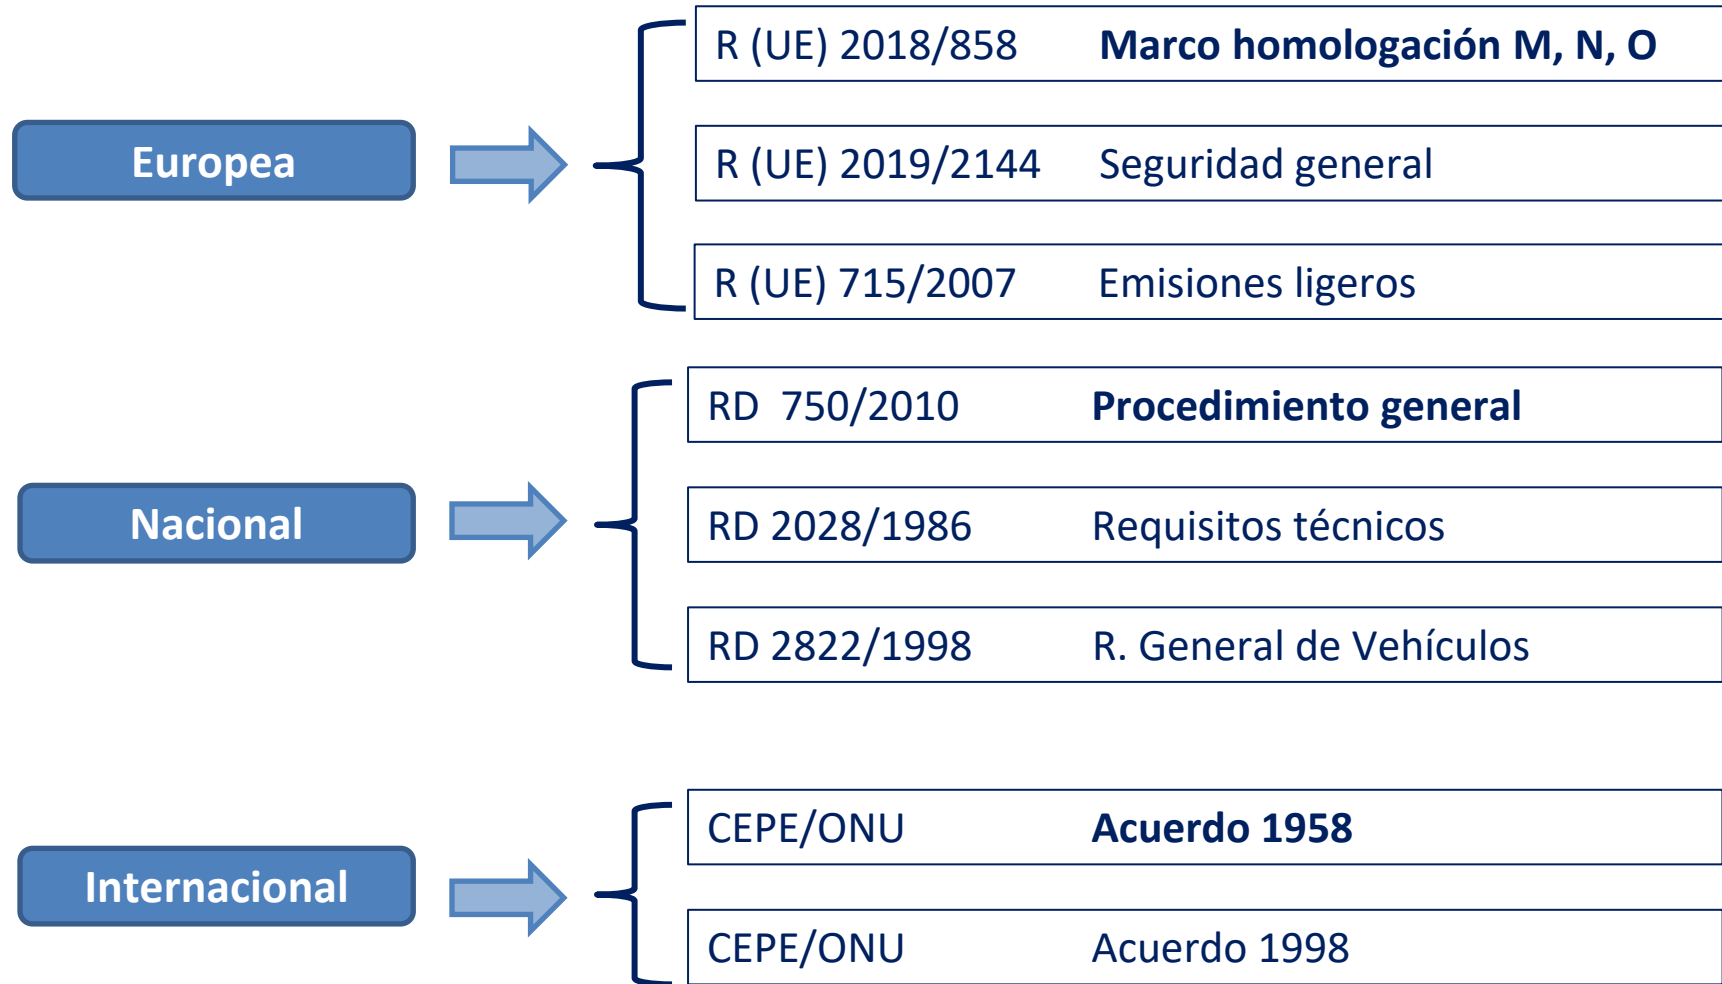 Europea
R (UE) 2018/858 Marco homologación M, N, O
R (UE) 2019/2144 Seguridad general
R (UE) 715/2007 Emisiones ligeros
Nacional
RD 750/2010 Procedimiento general
RD 2028/1986 Requisitos técnicos
RD 2822/1998 R. General de Vehículos
Internacional
CEPE/ONU Acuerdo 1958
CEPE/ONU Acuerdo 1998